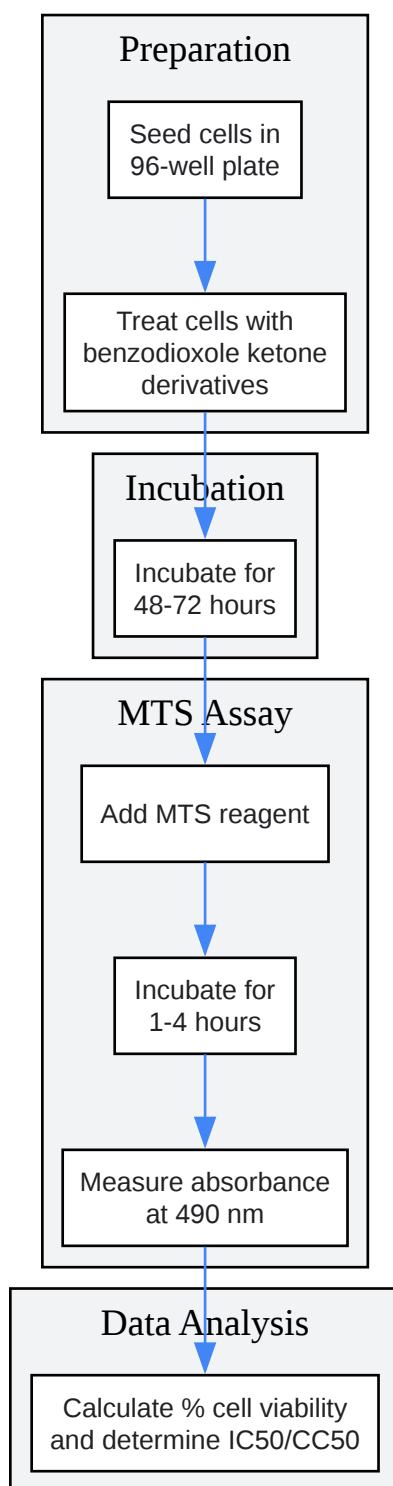 Preparation
Seed cells in
96-well plate
Treat cells with
benzodioxole ketone
derivatives
Incubation
Incubate for
48-72 hours
MTS Assay
Add MTS reagent
Incubate for
1-4 hours
Measure absorbance
at 490 nm
Data Analysis
Calculate % cell viability
and determine IC50/CC50